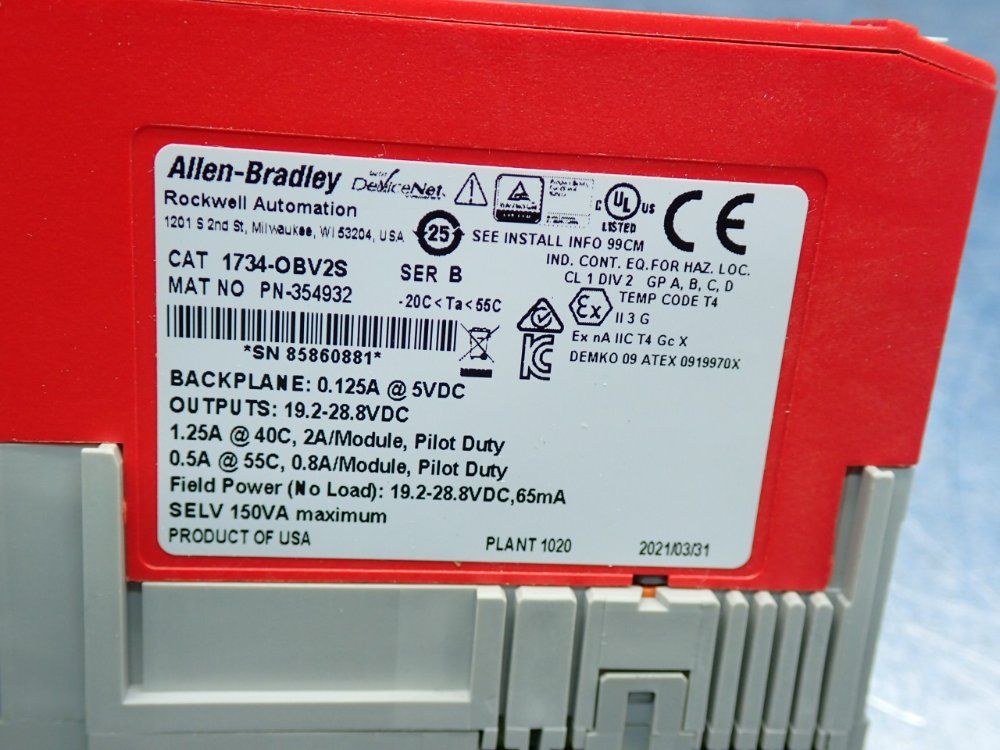 Allen-Bradley DeviceNet
Rockwell Automation
1201 S 2nd St, Milwaukee, WI 53204, USA
25
SEE INSTALL INFO 99CM
C UL US
LISTED
CE
CAT 1734-OBV2S SER B
MAT NO PN-354932 -20C < Ta < 55C
IND. CONT. EQ. FOR HAZ. LOC.
CL 1 DIV 2 GP A, B, C, D
TEMP CODE T4
Ex
II 3 G
Ex nA IIC T4 Gc X
DEMKO 09 ATEX 0919970X
*SN 85860881*
BACKPLANE: 0.125A @ 5VDC
OUTPUTS: 19.2-28.8VDC
1.25A @ 40C, 2A/Module, Pilot Duty
0.5A @ 55C, 0.8A/Module, Pilot Duty
Field Power (No Load): 19.2-28.8VDC,65mA
SELV 150VA maximum
PRODUCT OF USA PLANT 1020 2021/03/31